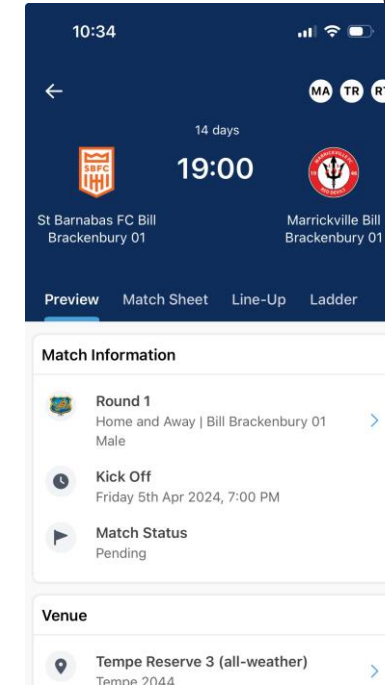 10:34
MA TR
14 days
19:00
SBFC
St Barnabas FC Bill
Brackenbury 01
Marrickville Bill
Brackenbury 01
Preview Match Sheet Line-Up Ladder
Match Information
Round 1
Home and Away | Bill Brackenbury 01
Male
Kick Off
Friday 5th Apr 2024, 7:00 PM
Match Status
Pending
Venue
Tempe Reserve 3 (all-weather)
Tempe 2044